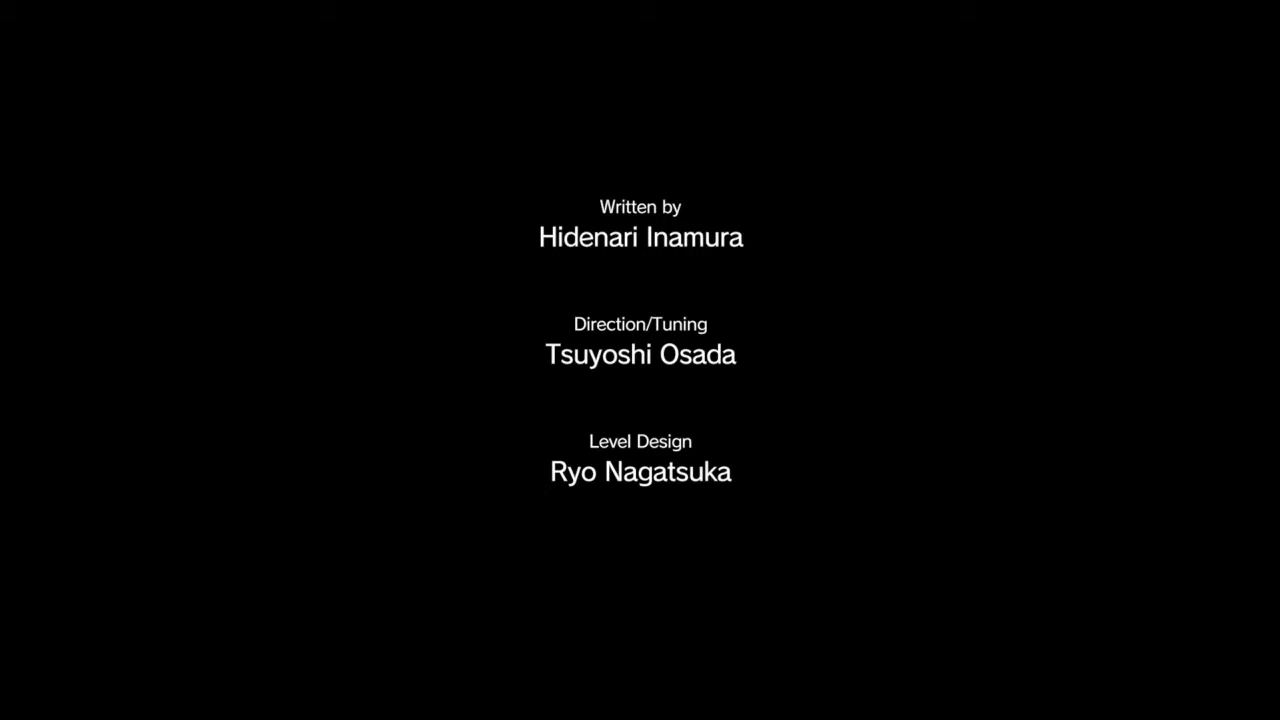 Written by
Hidenari Inamura
Direction/Tuning
Tsuyoshi Osada
Level Design
Ryo Nagatsuka